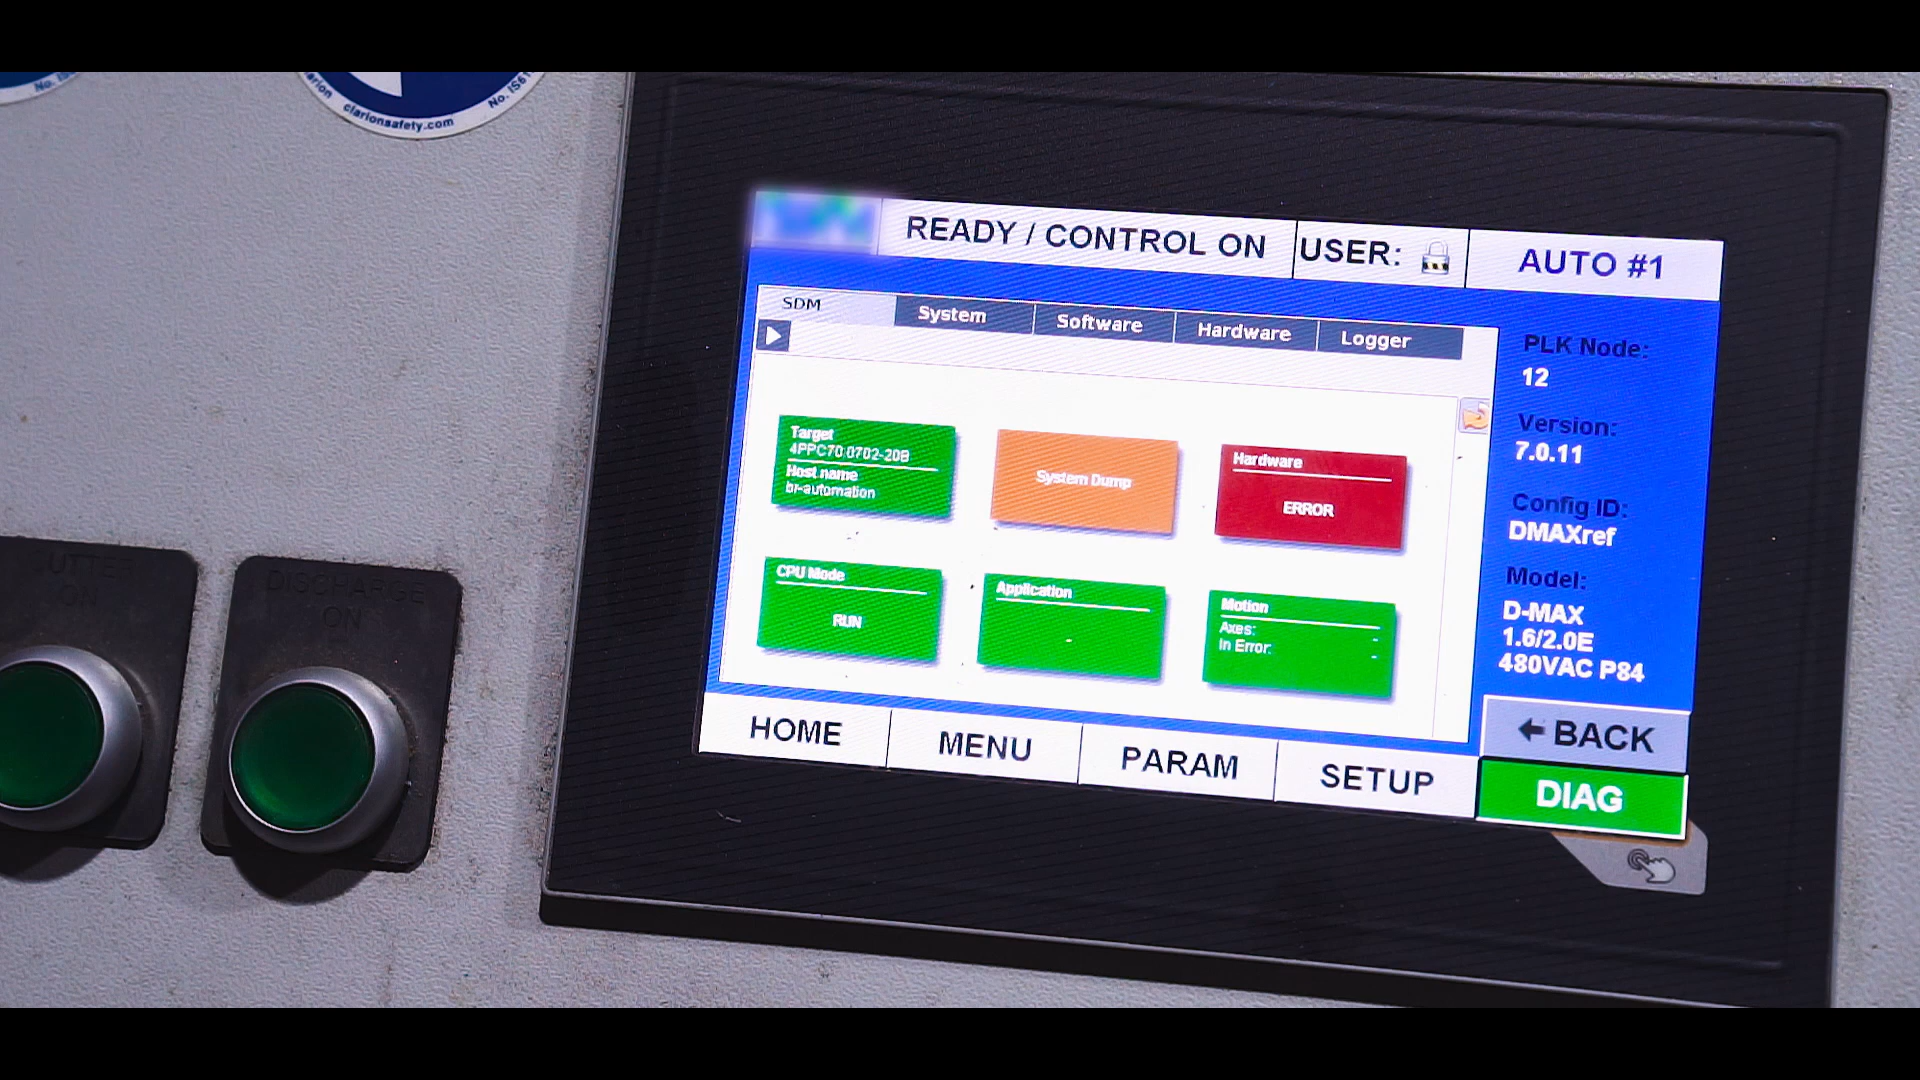 clarionsafety.com
READY / CONTROL ON
USER:
AUTO #1
SDM
System
Software
Hardware
Logger
Target
4PPC70.0702-20B
Host name
br-automation
System Dump
Hardware
ERROR
CPU Mode
RUN
Application
-
Motion
Axes: -
In Error: -
PLK Node:
12
Version:
7.0.11
Config ID:
DMAXref
Model:
D-MAX
1.6/2.0E
480VAC P84
BACK
HOME
MENU
PARAM
SETUP
DIAG
DISCHARGE
ON
ON